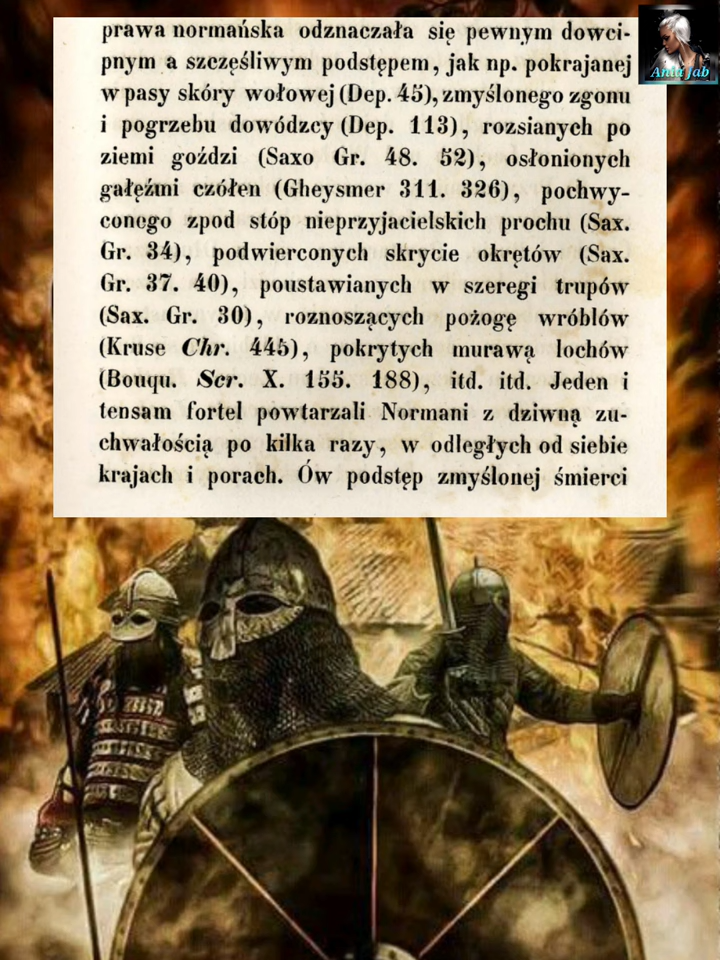 prawa normańska odznaczała się pewnym dowci-
pnym a szczęśliwym podstępem, jak np. pokrajanej
w pasy skóry wołowej (Dep. 45), zmyślonego zgonu
i pogrzebu dowódzcy (Dep. 113), rozsianych po
ziemi goździ (Saxo Gr. 48. 52), osłonionych
gałęźmi czółen (Gheysmer 311. 326), pochwy-
conego zpod stóp nieprzyjacielskich prochu (Sax.
Gr. 34), podwierconych skrycie okrętów (Sax.
Gr. 37. 40), poustawianych w szeregi trupów
(Sax. Gr. 30), roznoszących pożogę wróblów
(Kruse Chr. 445), pokrytych murawą lochów
(Bouqu. Scr. X. 155. 188), itd. itd. Jeden i
tensam fortel powtarzali Normani z dziwną zu-
chwałością po kilka razy, w odległych od siebie
krajach i porach. Ów podstęp zmyślonej śmierci
Ania Jab